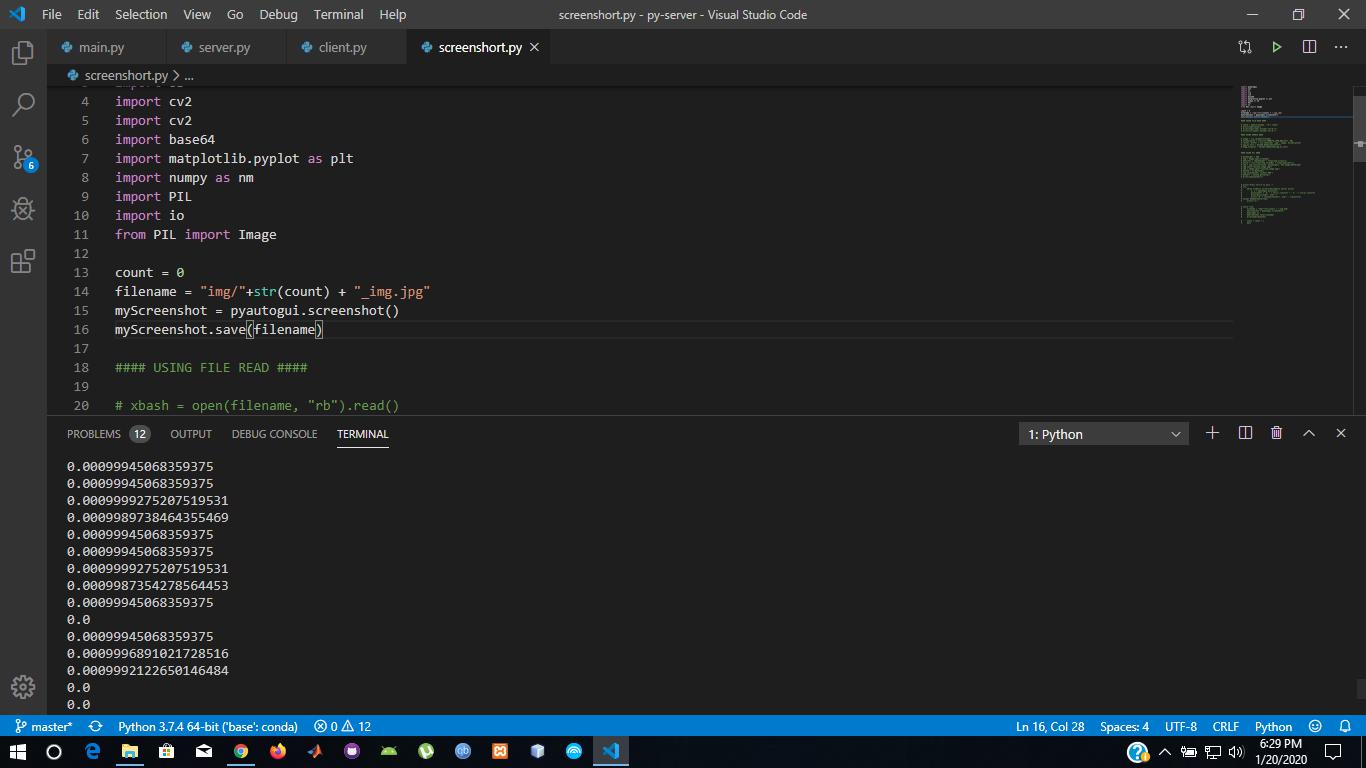 File Edit Selection View Go Debug Terminal Help screenshort.py - py-server - Visual Studio Code
main.py server.py client.py screenshort.py
screenshort.py > ...
4 import cv2
5 import cv2
6 import base64
7 import matplotlib.pyplot as plt
8 import numpy as nm
9 import PIL
10 import io
11 from PIL import Image
12
13 count = 0
14 filename = "img/"+str(count) + "_img.jpg"
15 myScreenshot = pyautogui.screenshot()
16 myScreenshot.save(filename)
17
18 #### USING FILE READ ####
19
20 # xbash = open(filename, "rb").read()
6
PROBLEMS 12 OUTPUT DEBUG CONSOLE TERMINAL 1: Python
0.00099945068359375
0.00099945068359375
0.0009999275207519531
0.0009989738464355469
0.00099945068359375
0.00099945068359375
0.0009999275207519531
0.0009987354278564453
0.00099945068359375
0.0
0.00099945068359375
0.0009996891021728516
0.0009992122650146484
0.0
0.0
master* Python 3.7.4 64-bit ('base': conda) 0 12 Ln 16, Col 28 Spaces: 4 UTF-8 CRLF Python
6:29 PM
1/20/2020